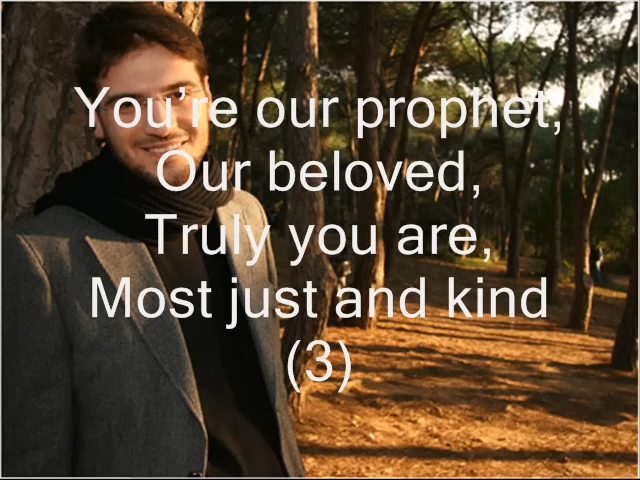 You're our prophet,
Our beloved,
Truly you are,
Most just and kind
(3)